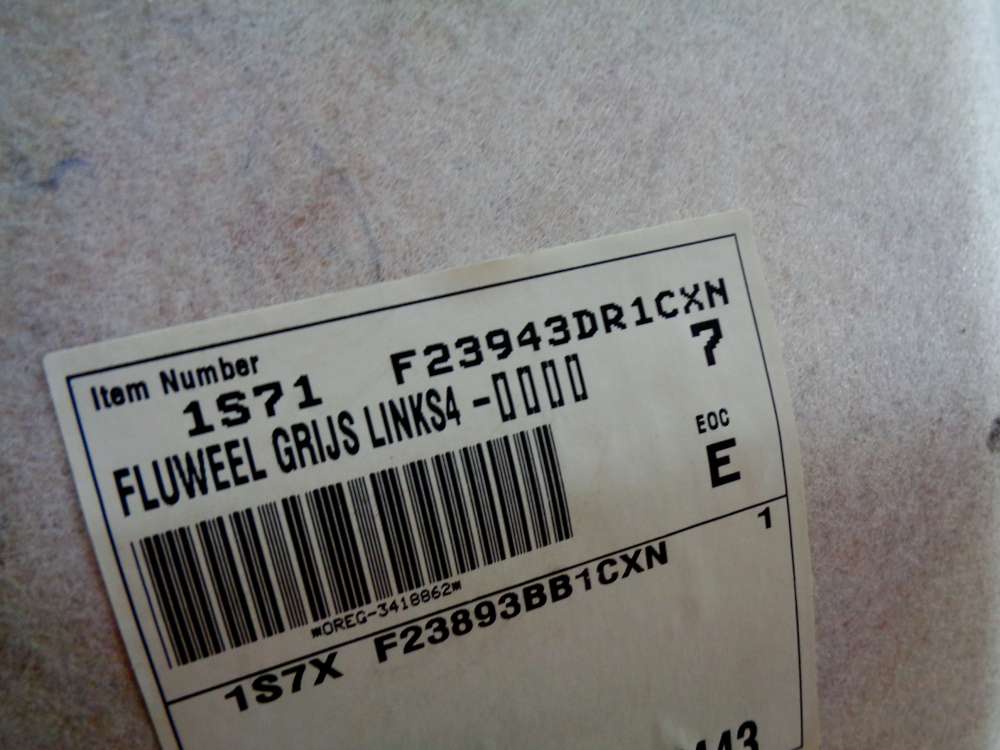 Item Number
1S71 F23943DR1CXN
FLUWEEL GRIJS LINKS4 -▯▯▯▯ 7
EOC
E
*OREG-3418862*
1
1S7X F23893BB1CXN